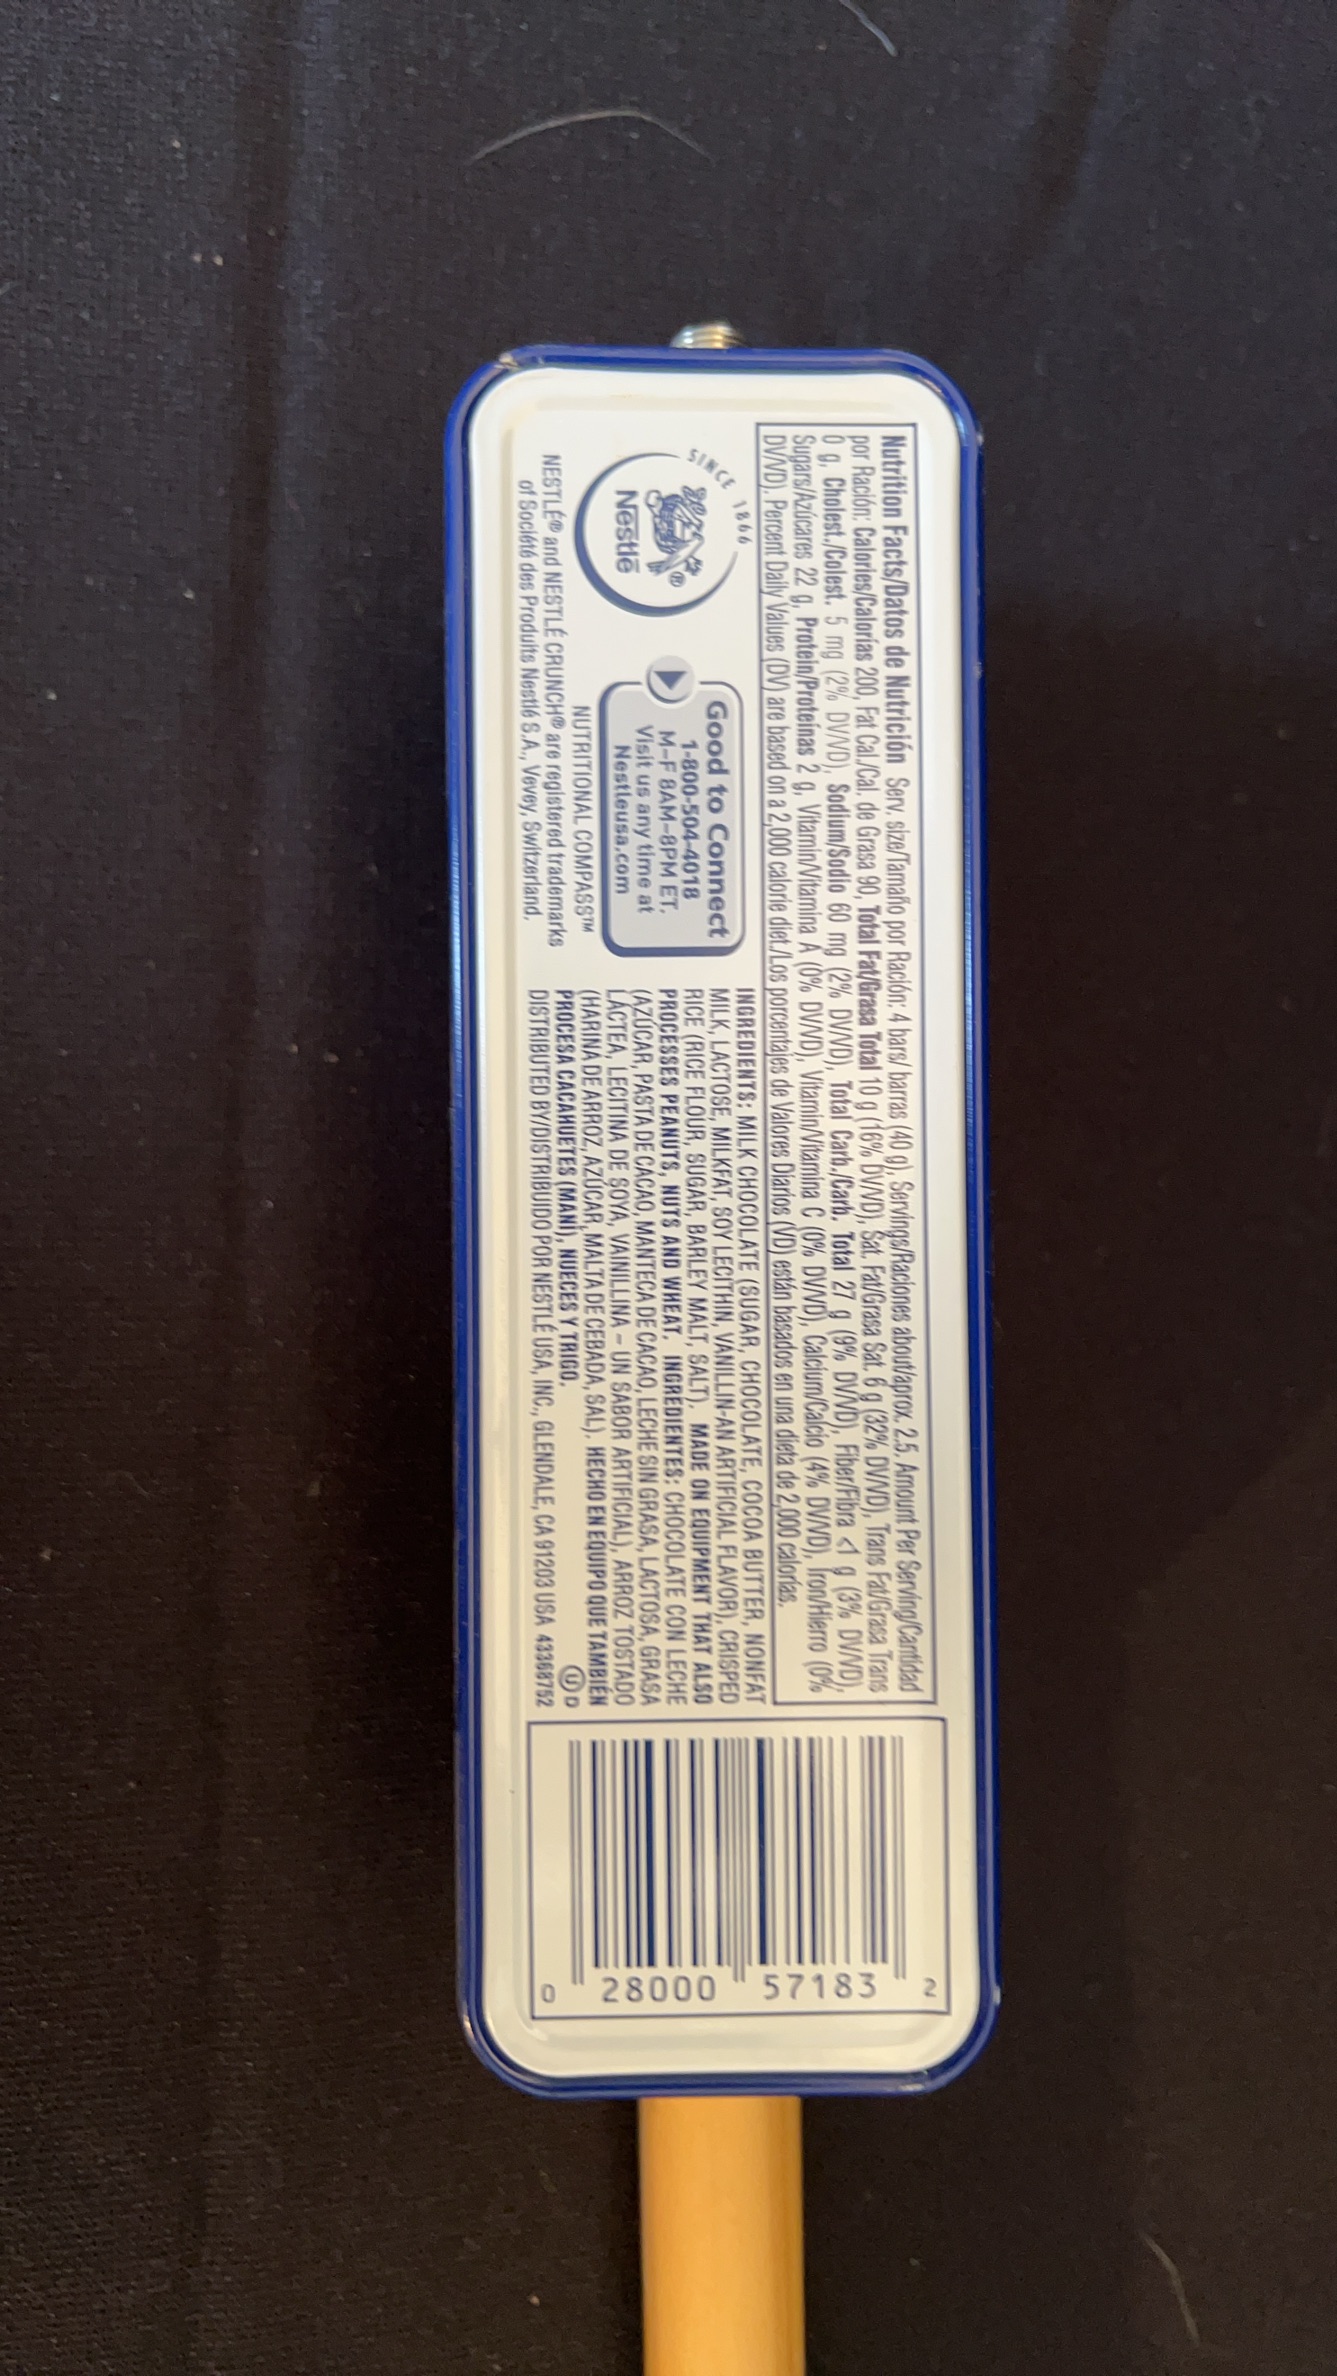 Nutrition Facts/Datos de Nutrición Serv. size/Tamaño por Ración: 4 bars/ barras (40 g), Servings/Raciones about/aprox. 2.5, Amount Per Serving/Cantidad
por Ración: Calories/Calorías 200, Fat Cal./Cal. de Grasa 90, Total Fat/Grasa Total 10 g (16% DV/VD), Sat. Fat/Grasa Sat. 6 g (32% DV/VD), Trans Fat/Grasa Trans
0 g, Cholest./Colest. 5 mg (2% DV/VD), Sodium/Sodio 60 mg (2% DV/VD), Total Carb./Carb. Total 27 g (9% DV/VD), Fiber/Fibra <1 g (3% DV/VD),
Sugars/Azúcares 22 g, Protein/Proteínas 2 g, Vitamin/Vitamina A (0% DV/VD), Vitamin/Vitamina C (0% DV/VD), Calcium/Calcio (4% DV/VD), Iron/Hierro (0%
DV/VD). Percent Daily Values (DV) are based on a 2,000 calorie diet./Los porcentajes de Valores Diarios (VD) están basados en una dieta de 2,000 calorías.
SINCE 1866
Nestlé®
Good to Connect
1-800-504-4018
M-F 8AM-8PM ET.
Visit us any time at
Nestleusa.com
NUTRITIONAL COMPASS™
NESTLÉ® and NESTLÉ CRUNCH® are registered trademarks
of Société des Produits Nestlé S.A., Vevey, Switzerland.
INGREDIENTS: MILK CHOCOLATE (SUGAR, CHOCOLATE, COCOA BUTTER, NONFAT
MILK, LACTOSE, MILKFAT, SOY LECITHIN, VANILLIN-AN ARTIFICIAL FLAVOR), CRISPED
RICE (RICE FLOUR, SUGAR, BARLEY MALT, SALT). MADE ON EQUIPMENT THAT ALSO
PROCESSES PEANUTS, NUTS AND WHEAT. INGREDIENTES: CHOCOLATE CON LECHE
(AZÚCAR, PASTA DE CACAO, MANTECA DE CACAO, LECHE SIN GRASA, LACTOSA, GRASA
LÁCTEA, LECITINA DE SOYA, VAINILLINA – UN SABOR ARTIFICIAL), ARROZ TOSTADO
(HARINA DE ARROZ, AZÚCAR, MALTA DE CEBADA, SAL). HECHO EN EQUIPO QUE TAMBIÉN
PROCESA CACAHUETES (MANÍ), NUECES Y TRIGO. Ⓤ D
DISTRIBUTED BY/DISTRIBUIDO POR NESTLÉ USA, INC., GLENDALE, CA 91203 USA 43368752
0 28000 57183 2